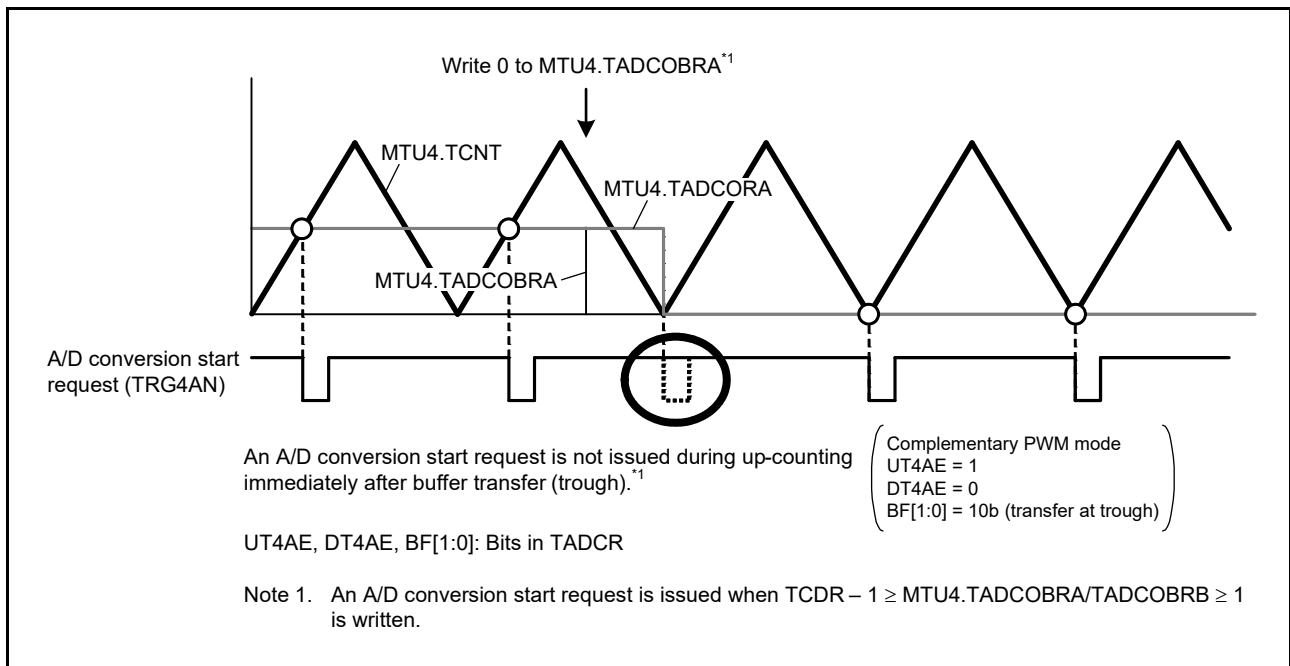 Write 0 to MTU4.TADCOBRA*1
MTU4.TCNT
MTU4.TADCORA
MTU4.TADCOBRA
A/D conversion start
request (TRG4AN)
An A/D conversion start request is not issued during up-counting
immediately after buffer transfer (trough).*1
Complementary PWM mode
UT4AE = 1
DT4AE = 0
BF[1:0] = 10b (transfer at trough)
UT4AE, DT4AE, BF[1:0]: Bits in TADCR
Note 1. An A/D conversion start request is issued when TCDR – 1 ≥ MTU4.TADCOBRA/TADCOBRB ≥ 1
is written.